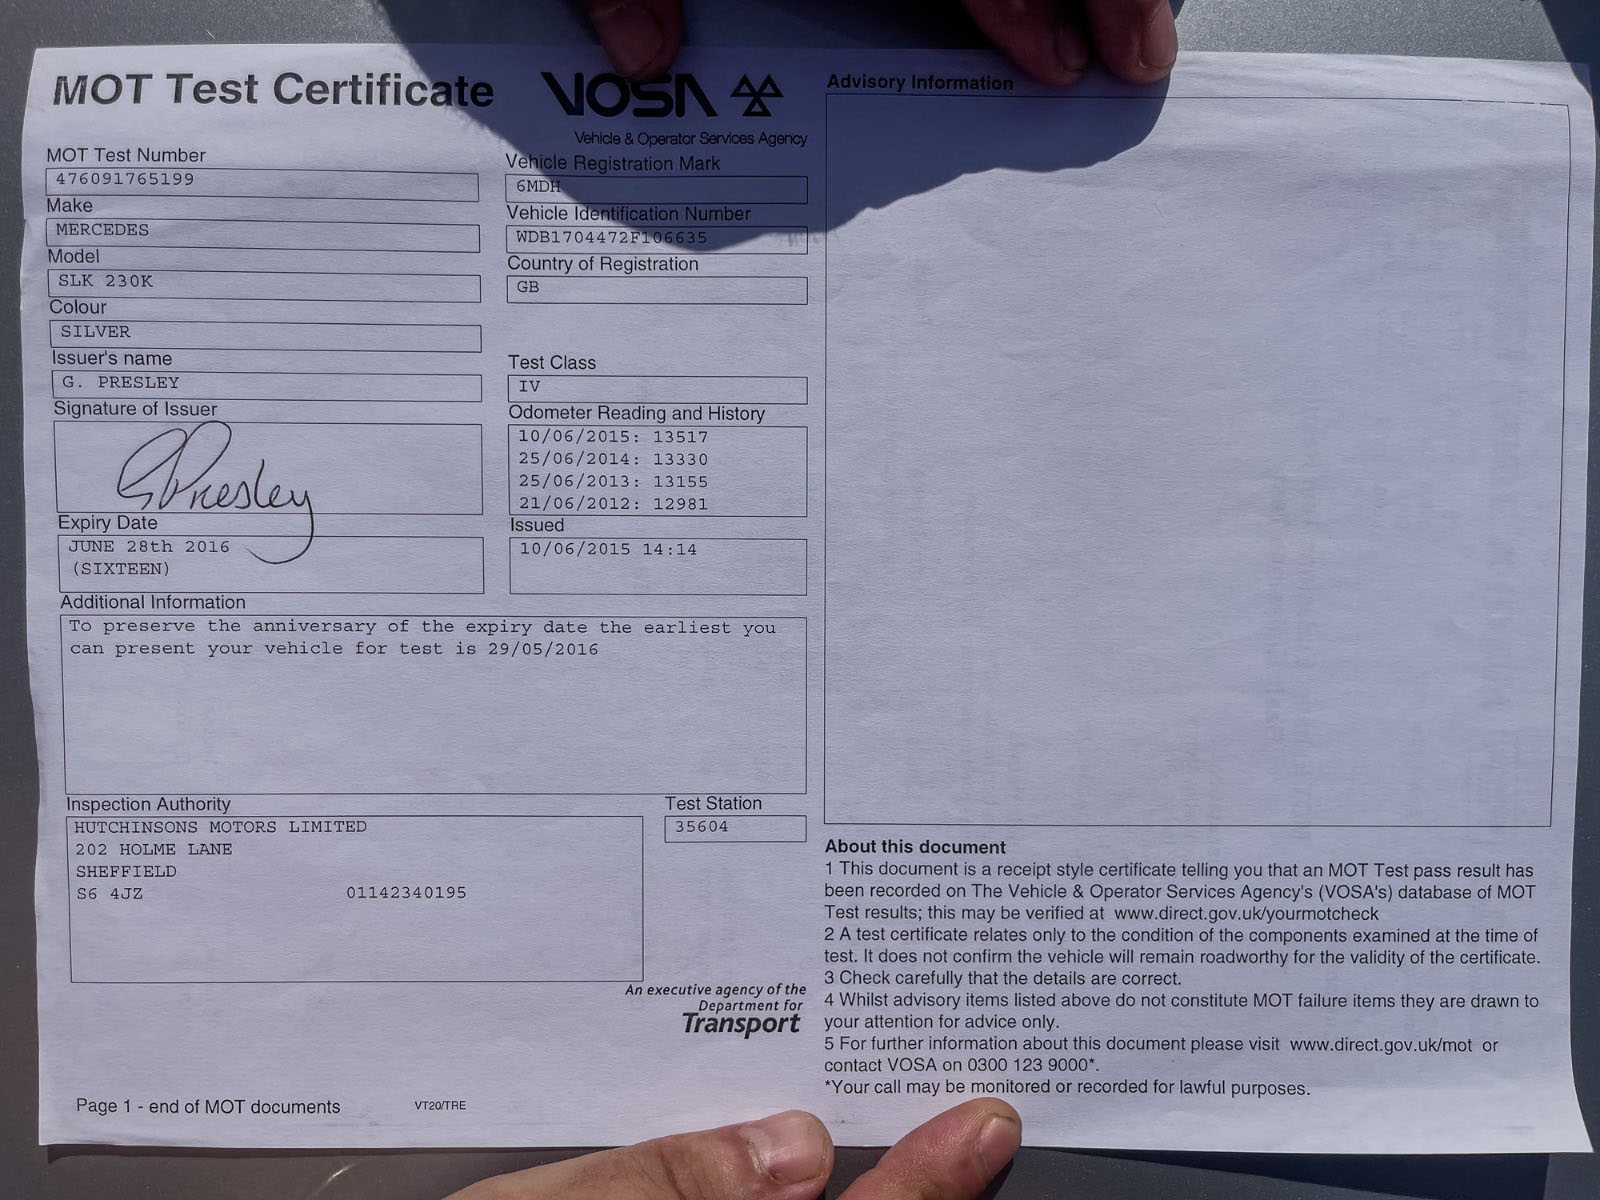 MOT Test Certificate
VOSA
Vehicle & Operator Services Agency
MOT Test Number
476091765199
Make
MERCEDES
Model
SLK 230K
Colour
SILVER
Issuer's name
G. PRESLEY
Signature of Issuer
G Presley
Expiry Date
JUNE 28th 2016
(SIXTEEN)
Vehicle Registration Mark
6MDH
Vehicle Identification Number
WDB1704472F106635
Country of Registration
GB
Test Class
IV
Odometer Reading and History
10/06/2015: 13517
25/06/2014: 13330
25/06/2013: 13155
21/06/2012: 12981
Issued
10/06/2015 14:14
Additional Information
To preserve the anniversary of the expiry date the earliest you
can present your vehicle for test is 29/05/2016
Inspection Authority
HUTCHINSONS MOTORS LIMITED
202 HOLME LANE
SHEFFIELD
S6 4JZ 01142340195
Test Station
35604
An executive agency of the
Department for
Transport
Page 1 - end of MOT documents
VT20/TRE
Advisory Information
About this document
1 This document is a receipt style certificate telling you that an MOT Test pass result has
been recorded on The Vehicle & Operator Services Agency's (VOSA's) database of MOT
Test results; this may be verified at www.direct.gov.uk/yourmotcheck
2 A test certificate relates only to the condition of the components examined at the time of
test. It does not confirm the vehicle will remain roadworthy for the validity of the certificate.
3 Check carefully that the details are correct.
4 Whilst advisory items listed above do not constitute MOT failure items they are drawn to
your attention for advice only.
5 For further information about this document please visit www.direct.gov.uk/mot or
contact VOSA on 0300 123 9000*.
*Your call may be monitored or recorded for lawful purposes.